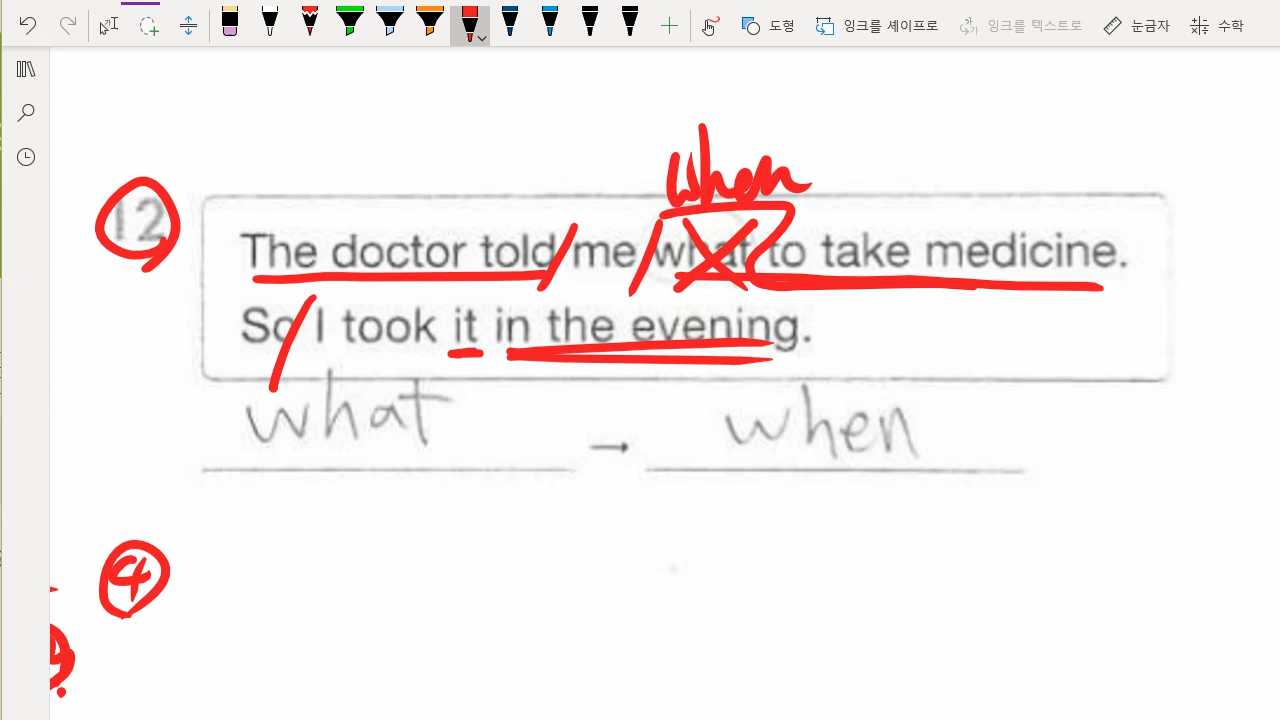 도형 잉크를 셰이프로 잉크를 텍스트로 눈금자 수학
when
12
The doctor told me what to take medicine.
So I took it in the evening.
what → when
④